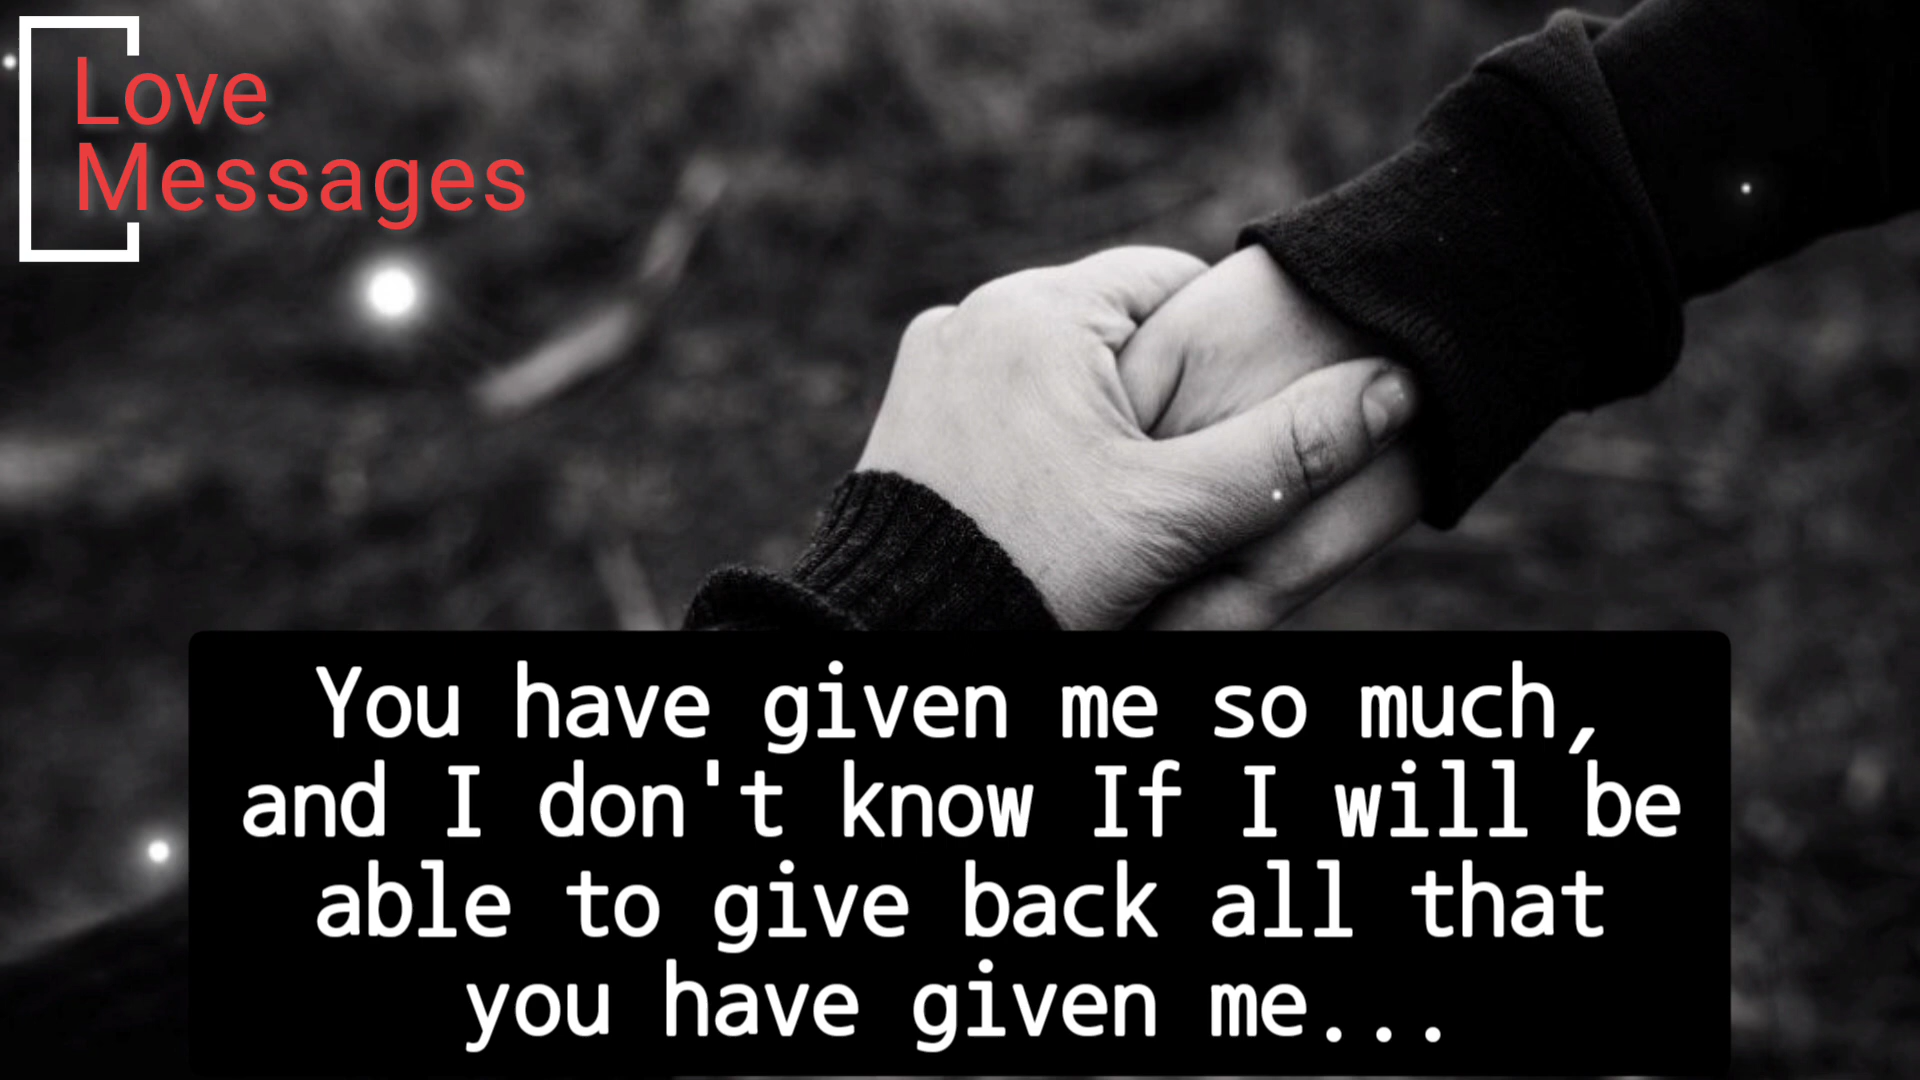 Love
Messages
You have given me so much,
and I don't know If I will be
able to give back all that
you have given me...